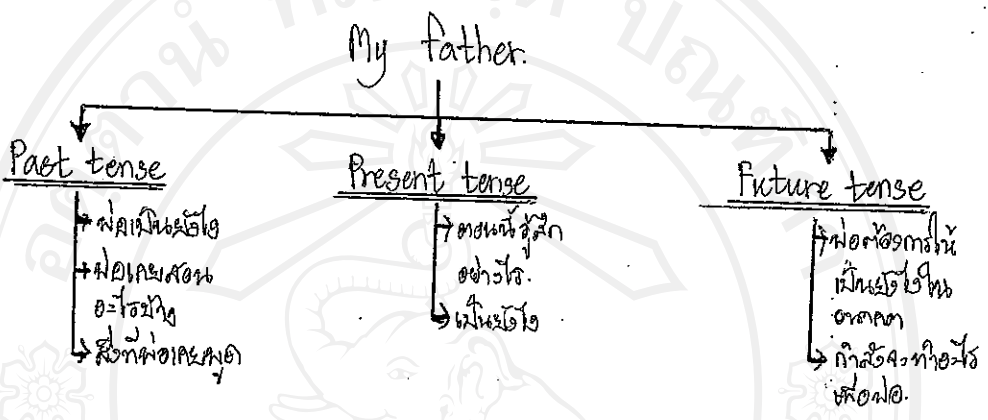 My father.
Past tense
พ่อเป็นยังไง
พ่อเคยสอน
อะไรบ้าง
สิ่งที่พ่อเคยพูด
Present tense
ตอนนี้รู้สึก
อย่างไร.
เป็นยังไง
Future tense
พ่อต้องการให้
เป็นยังไงใน
อนาคต
กำลังจะทำอะไร
เพื่อพ่อ.